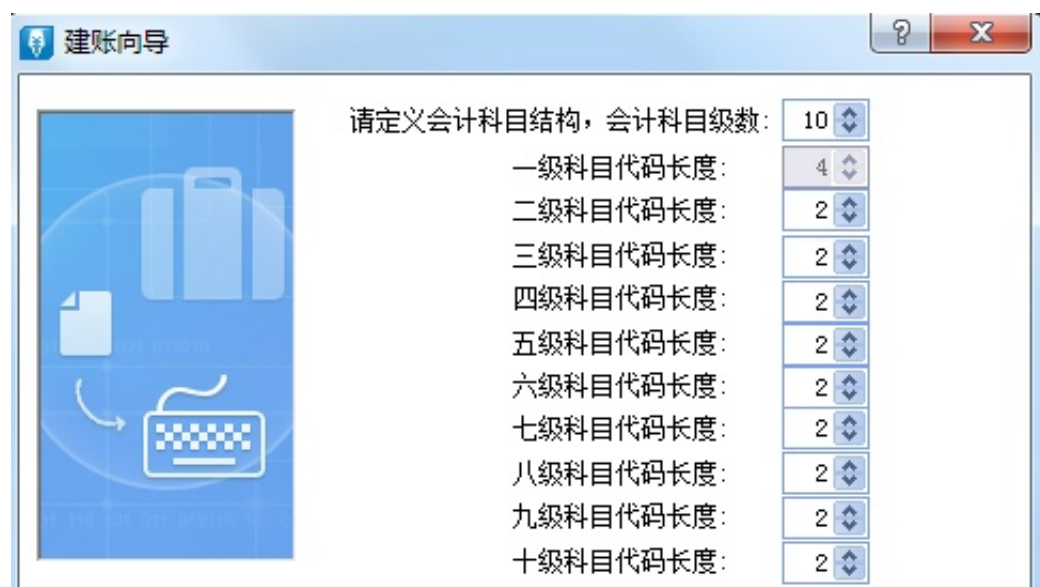 建账向导
请定义会计科目结构，会计科目级数： 10
一级科目代码长度： 4
二级科目代码长度： 2
三级科目代码长度： 2
四级科目代码长度： 2
五级科目代码长度： 2
六级科目代码长度： 2
七级科目代码长度： 2
八级科目代码长度： 2
九级科目代码长度： 2
十级科目代码长度： 2